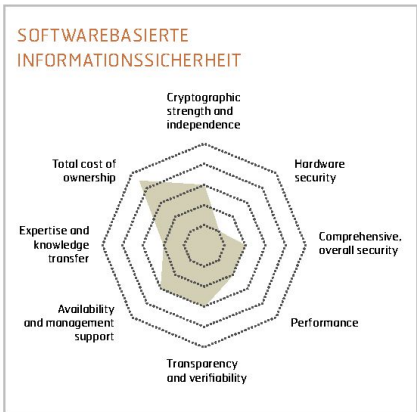 SOFTWAREBASIERTE
INFORMATIONSSICHERHEIT
Cryptographic
strength and
independence
Total cost of
ownership
Hardware
security
Expertise and
knowledge
transfer
Comprehensive,
overall security
Availability
and management
support
Performance
Transparency
and verifiability